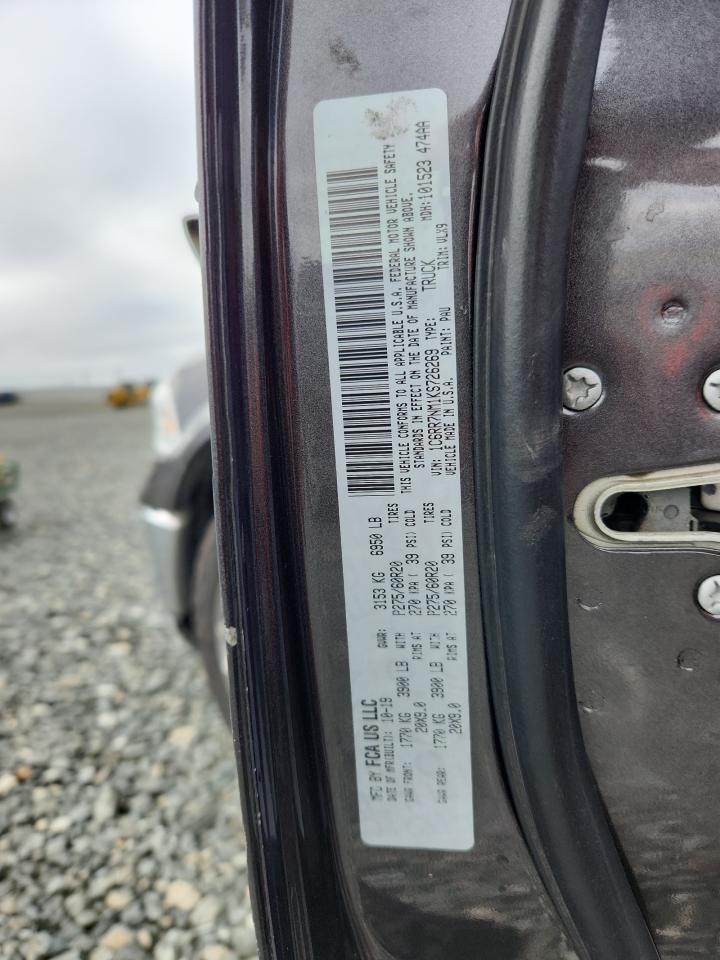 MFD BY FCA US LLC
DATE OF MFR(BUILT): 10-19 GVWR: 3153 KG 6950 LB
GAWR FRONT: 1770 KG 3900 LB WITH P275/60R20 TIRES
20X9.0 RIMS AT 270 KPA ( 39 PSI) COLD
GAWR REAR: 1770 KG 3900 LB WITH P275/60R20 TIRES
20X9.0 RIMS AT 270 KPA ( 39 PSI) COLD
THIS VEHICLE CONFORMS TO ALL APPLICABLE U.S.A. FEDERAL MOTOR VEHICLE SAFETY
STANDARDS IN EFFECT ON THE DATE OF MANUFACTURE SHOWN ABOVE.
VIN: 1C6RR7NM1KS726269 TYPE: TRUCK MDH:101523 474AA
VEHICLE MADE IN U.S.A. PAINT: PAU TRIM: VLX9